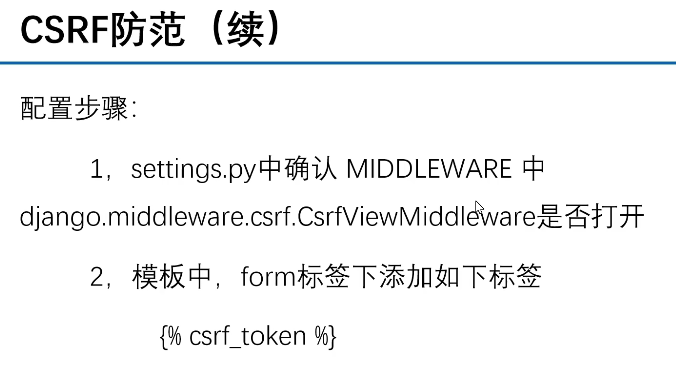 CSRF防范（续）
配置步骤：
1，settings.py中确认 MIDDLEWARE 中
django.middleware.csrf.CsrfViewMiddleware是否打开
2，模板中，form标签下添加如下标签
{% csrf_token %}